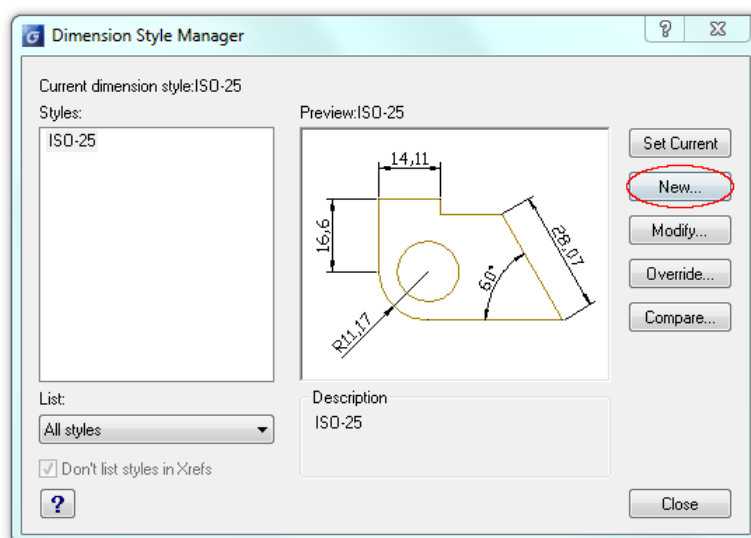 Dimension Style Manager
Current dimension style:ISO-25
Styles:
ISO-25
Preview:ISO-25
14,11
16,6
28,07
60°
R11,17
Set Current
New...
Modify...
Override...
Compare...
List:
All styles
Don't list styles in Xrefs
Description
ISO-25
?
Close